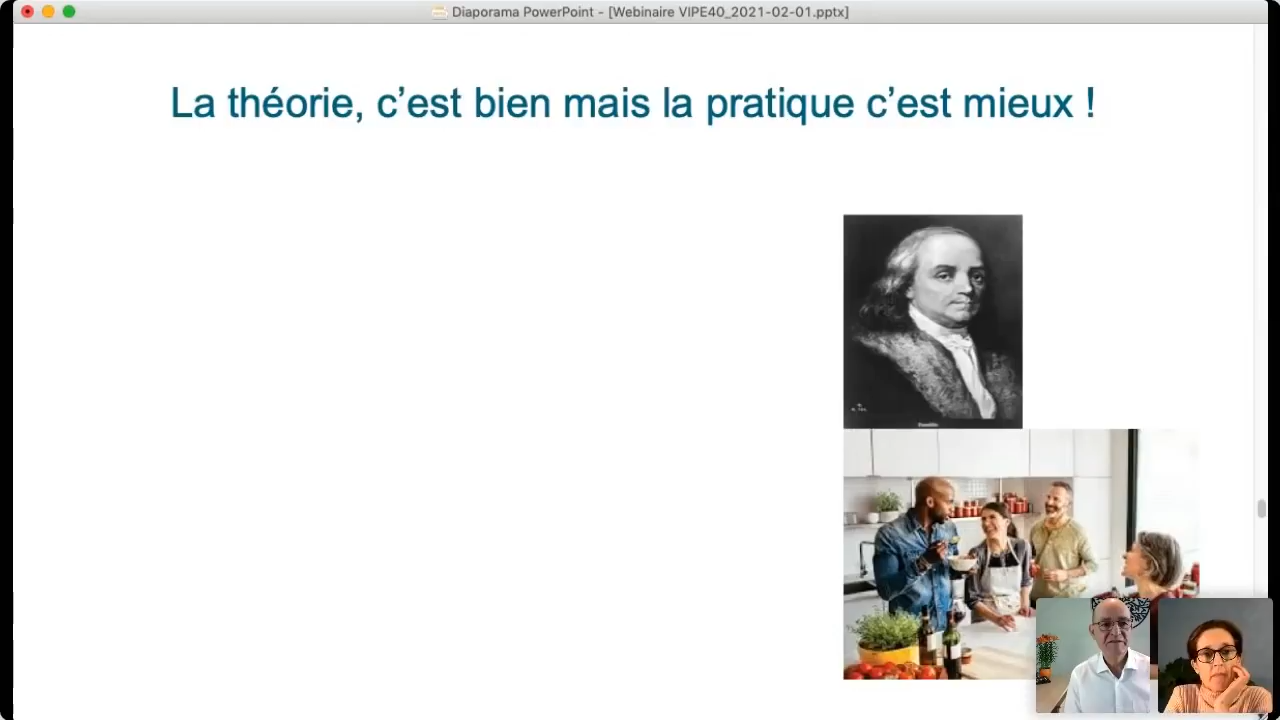 Diaporama PowerPoint - [Webinaire VIPE40_2021-02-01.pptx]
La théorie, c’est bien mais la pratique c’est mieux !